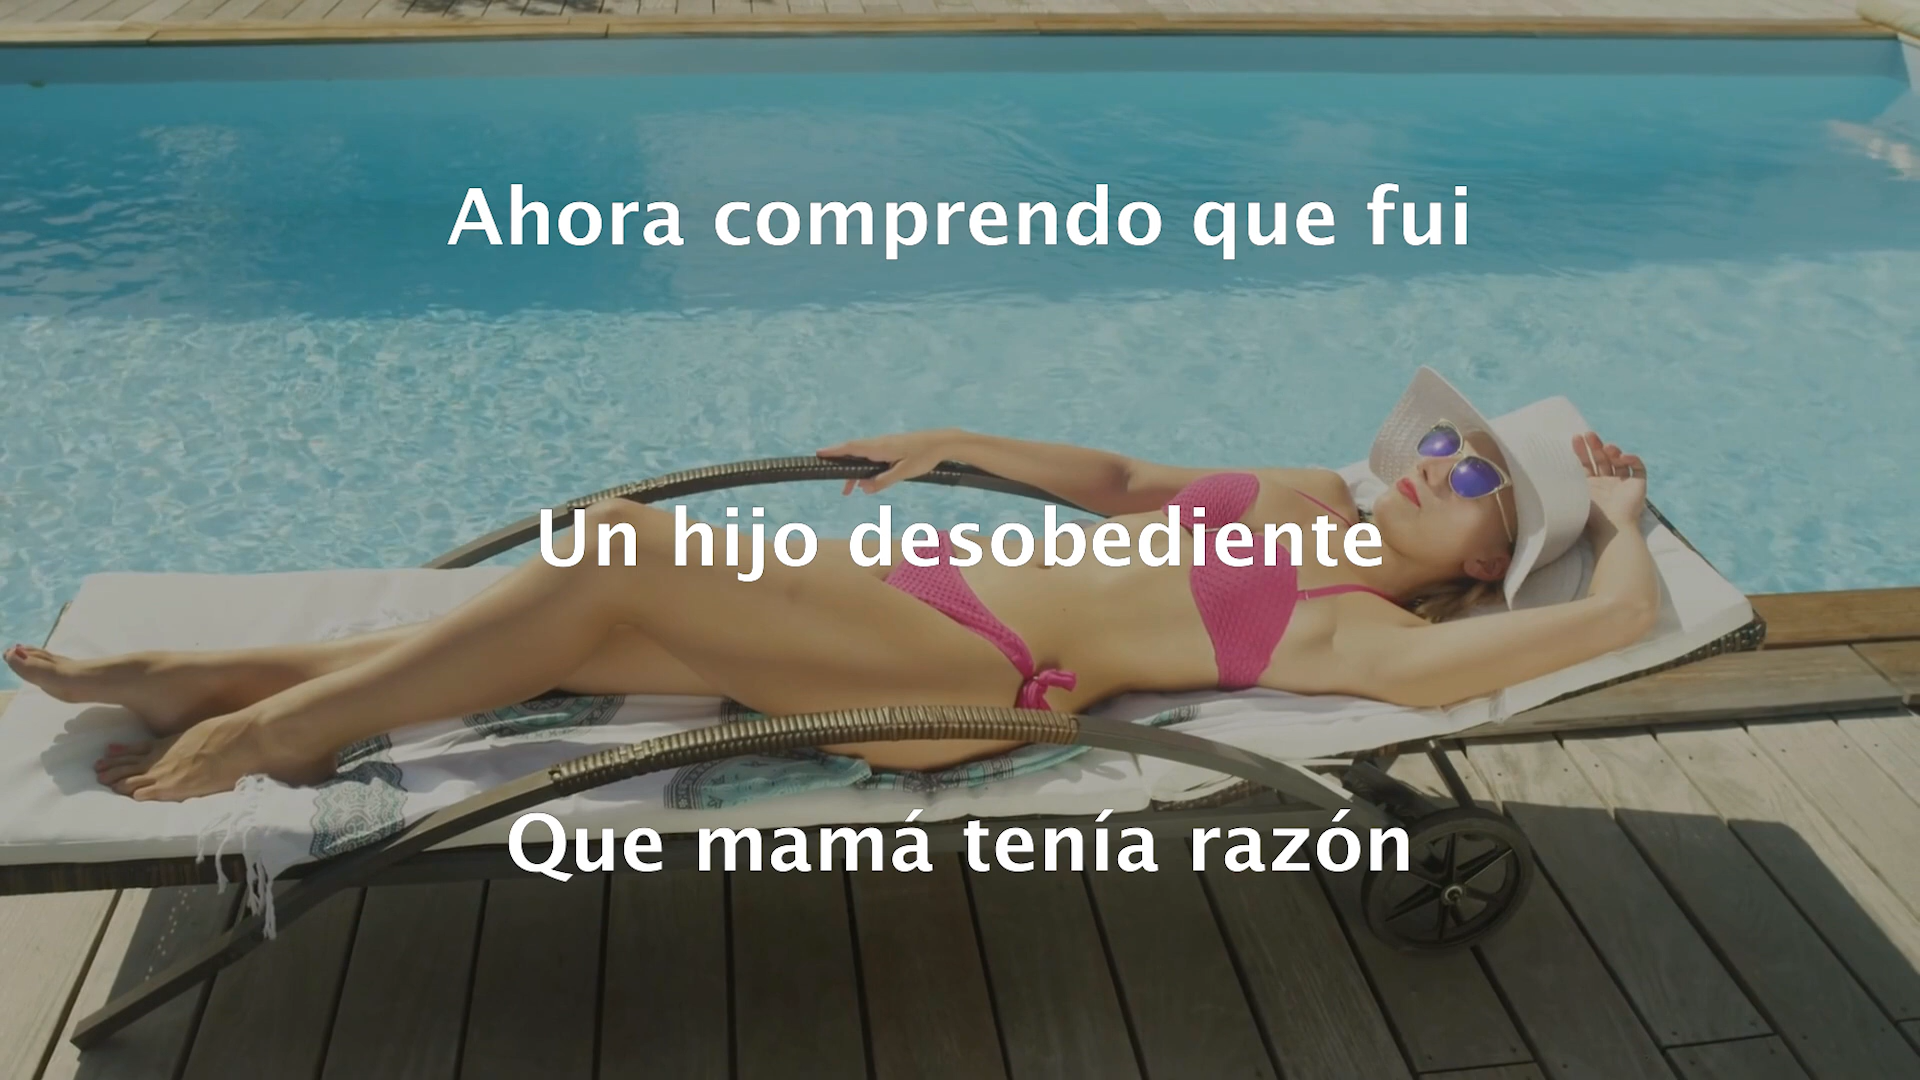 Ahora comprendo que fui
Un hijo desobediente
Que mamá tenía razón